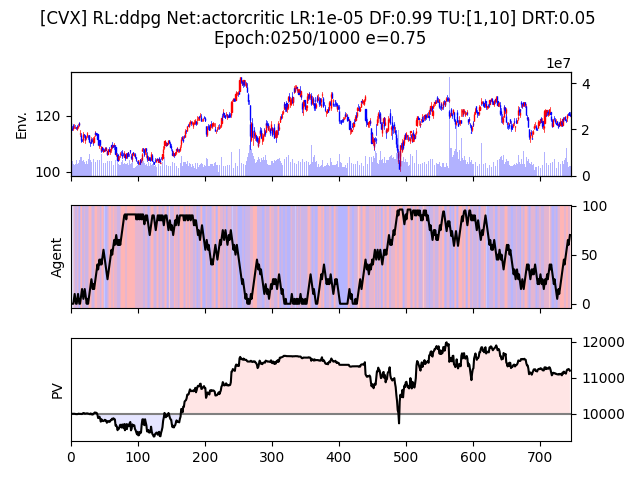 [CVX] RL:ddpg Net:actorcritic LR:1e-05 DF:0.99 TU:[1,10] DRT:0.05
Epoch:0250/1000 e=0.75
1e7
Env.
120
100
4
2
0
Agent
100
50
0
PV
12000
11000
10000
0 100 200 300 400 500 600 700